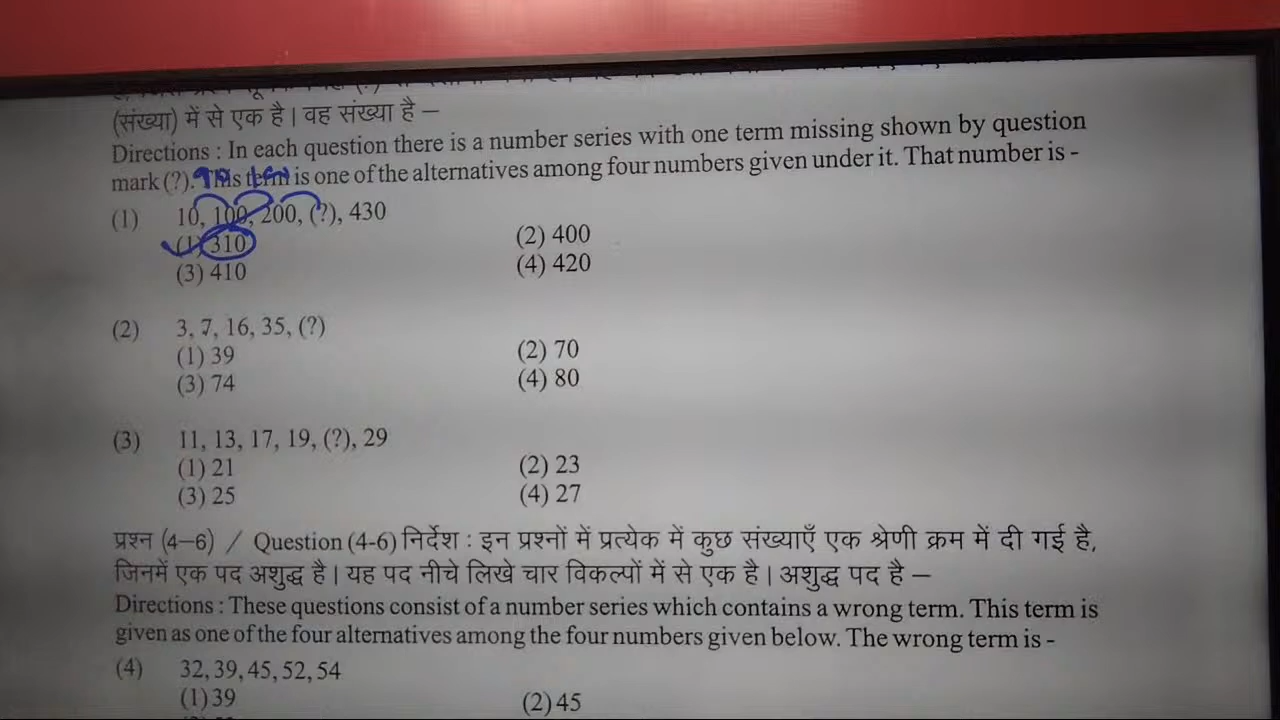 (संख्या) में से एक है। वह संख्या है –
Directions : In each question there is a number series with one term missing shown by question
mark (?). This term is one of the alternatives among four numbers given under it. That number is -
(1) 10, 100, 200, (?), 430
(1) 310 (2) 400
(3) 410 (4) 420
(2) 3, 7, 16, 35, (?)
(1) 39 (2) 70
(3) 74 (4) 80
(3) 11, 13, 17, 19, (?), 29
(1) 21 (2) 23
(3) 25 (4) 27
प्रश्न (4–6) / Question (4-6) निर्देश : इन प्रश्नों में प्रत्येक में कुछ संख्याएँ एक श्रेणी क्रम में दी गई है,
जिनमें एक पद अशुद्ध है। यह पद नीचे लिखे चार विकल्पों में से एक है। अशुद्ध पद है –
Directions : These questions consist of a number series which contains a wrong term. This term is
given as one of the four alternatives among the four numbers given below. The wrong term is -
(4) 32, 39, 45, 52, 54
(1) 39 (2) 45